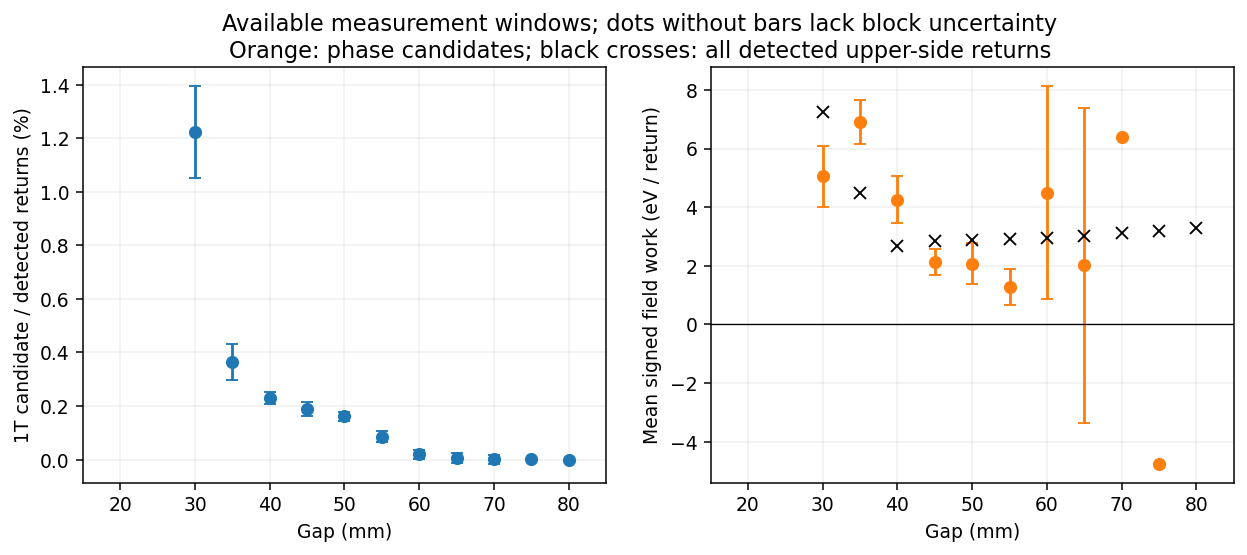 Available measurement windows; dots without bars lack block uncertainty
Orange: phase candidates; black crosses: all detected upper-side returns
1T candidate / detected returns (%)
1.4
1.2
1.0
0.8
0.6
0.4
0.2
0.0
20 30 40 50 60 70 80
Gap (mm)
Mean signed field work (eV / return)
8
6
4
2
0
−2
−4
20 30 40 50 60 70 80
Gap (mm)